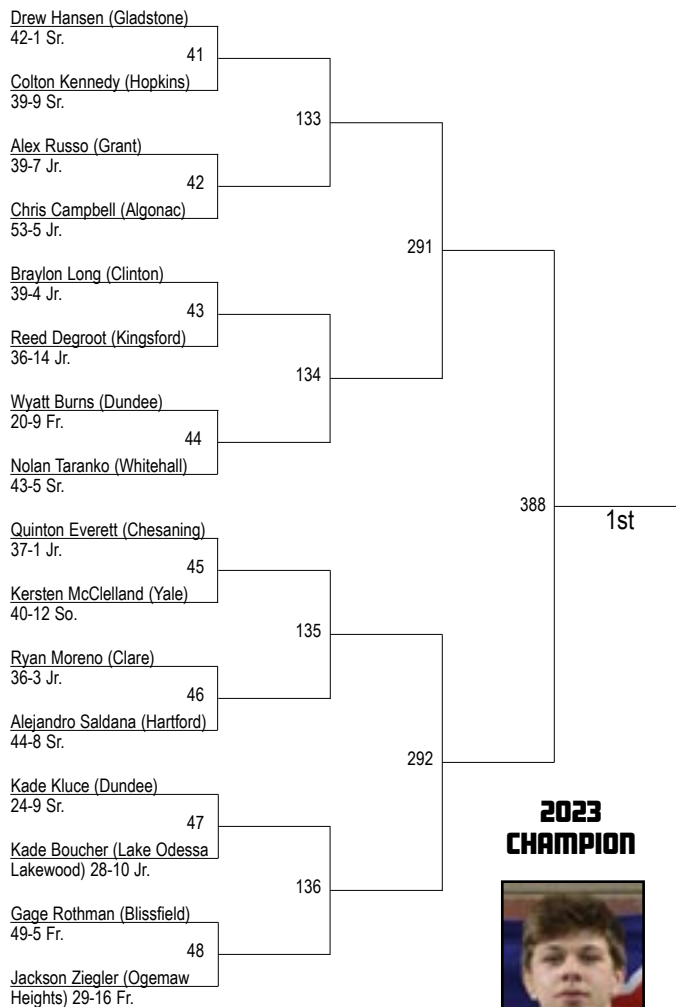 Drew Hansen (Gladstone)
42-1 Sr.
41
Colton Kennedy (Hopkins)
39-9 Sr.
133
Alex Russo (Grant)
39-7 Jr.
42
Chris Campbell (Algonac)
53-5 Jr.
291
Braylon Long (Clinton)
39-4 Jr.
43
Reed Degroot (Kingsford)
36-14 Jr.
134
Wyatt Burns (Dundee)
20-9 Fr.
44
Nolan Taranko (Whitehall)
43-5 Sr.
388
1st
Quinton Everett (Chesaning)
37-1 Jr.
45
Kersten McClelland (Yale)
40-12 So.
135
Ryan Moreno (Clare)
36-3 Jr.
46
Alejandro Saldana (Hartford)
44-8 Sr.
292
Kade Kluce (Dundee)
24-9 Sr.
47
Kade Boucher (Lake Odessa
Lakewood) 28-10 Jr.
136
Gage Rothman (Blissfield)
49-5 Fr.
48
Jackson Ziegler (Ogemaw
Heights) 29-16 Fr.
2023
CHAMPION